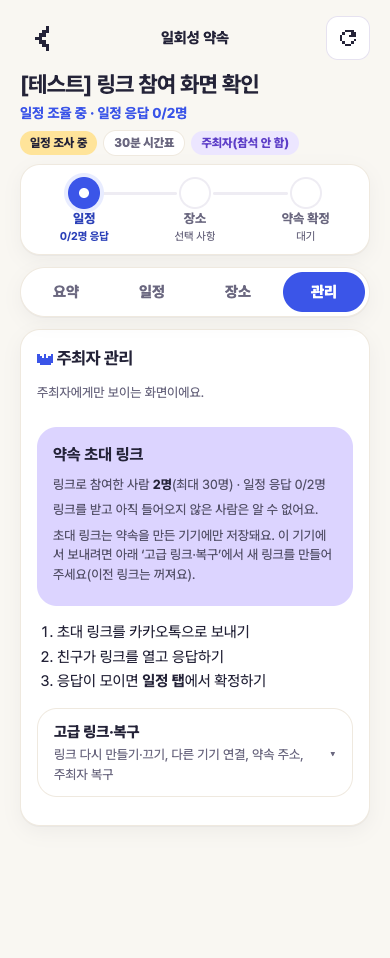 일회성 약속
[테스트] 링크 참여 화면 확인
일정 조율 중 · 일정 응답 0/2명
일정 조사 중
30분 시간표
주최자(참석 안 함)
일정
장소
약속 확정
0/2명 응답
선택 사항
대기
요약
일정
장소
관리
주최자 관리
주최자에게만 보이는 화면이에요.
약속 초대 링크
링크로 참여한 사람 2명(최대 30명) · 일정 응답 0/2명
링크를 받고 아직 들어오지 않은 사람은 알 수 없어요.
초대 링크는 약속을 만든 기기에만 저장돼요. 이 기기에
서 보내려면 아래 ‘고급 링크·복구’에서 새 링크를 만들어
주세요(이전 링크는 꺼져요).
1. 초대 링크를 카카오톡으로 보내기
2. 친구가 링크를 열고 응답하기
3. 응답이 모이면 일정 탭에서 확정하기
고급 링크·복구
링크 다시 만들기·끄기, 다른 기기 연결, 약속 주소,
주최자 복구